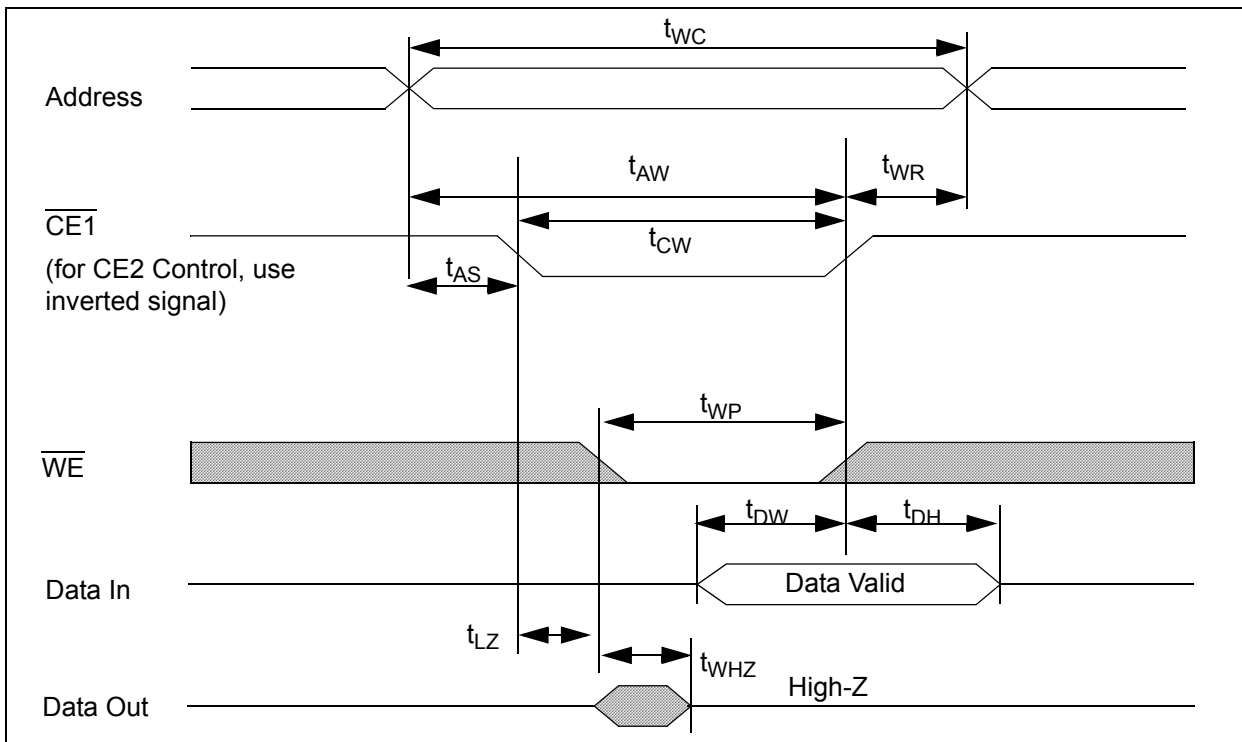 tWC
Address
tAW
tWR
CE1
tCW
(for CE2 Control, use
inverted signal)
tAS
tWP
WE
tDW
tDH
Data In
Data Valid
tLZ
tWHZ
High-Z
Data Out